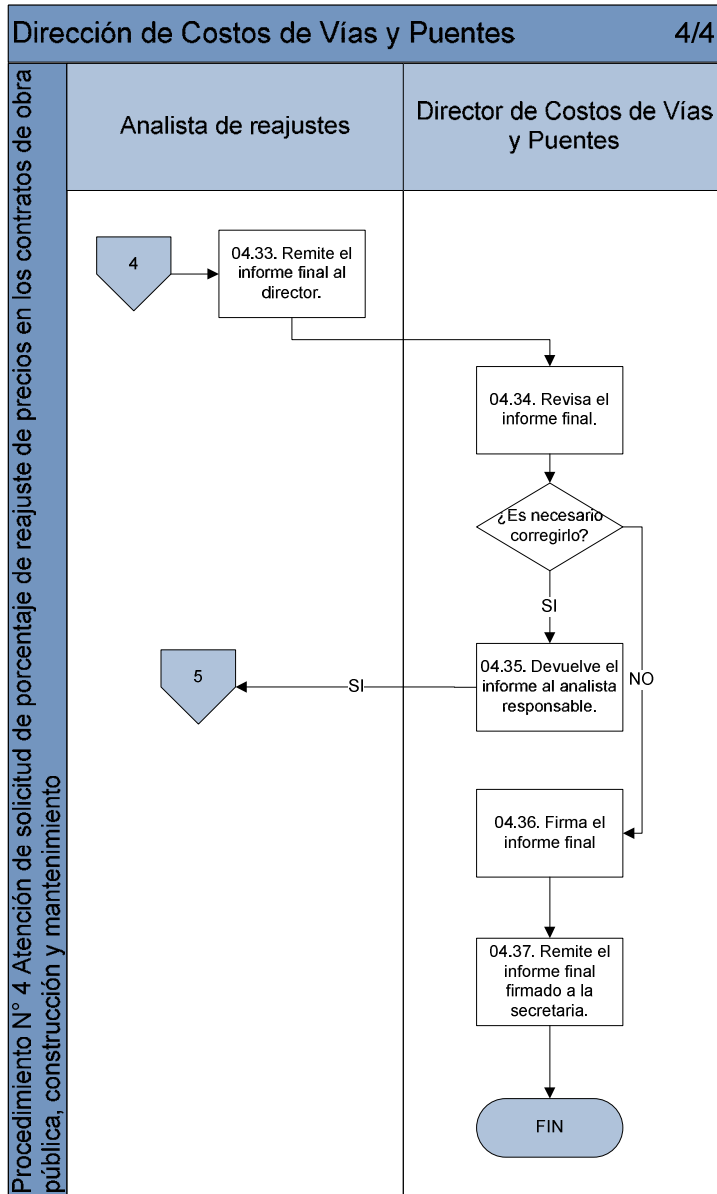 Dirección de Costos de Vías y Puentes 4/4
Procedimiento N° 4 Atención de solicitud de porcentaje de reajuste de precios en los contratos de obra
pública, construcción y mantenimiento
Analista de reajustes
Director de Costos de Vías
y Puentes
4
04.33. Remite el
informe final al
director.
04.34. Revisa el
informe final.
¿Es necesario
corregirlo?
SI
NO
04.35. Devuelve el
informe al analista
responsable.
SI
5
04.36. Firma el
informe final
04.37. Remite el
informe final
firmado a la
secretaria.
FIN